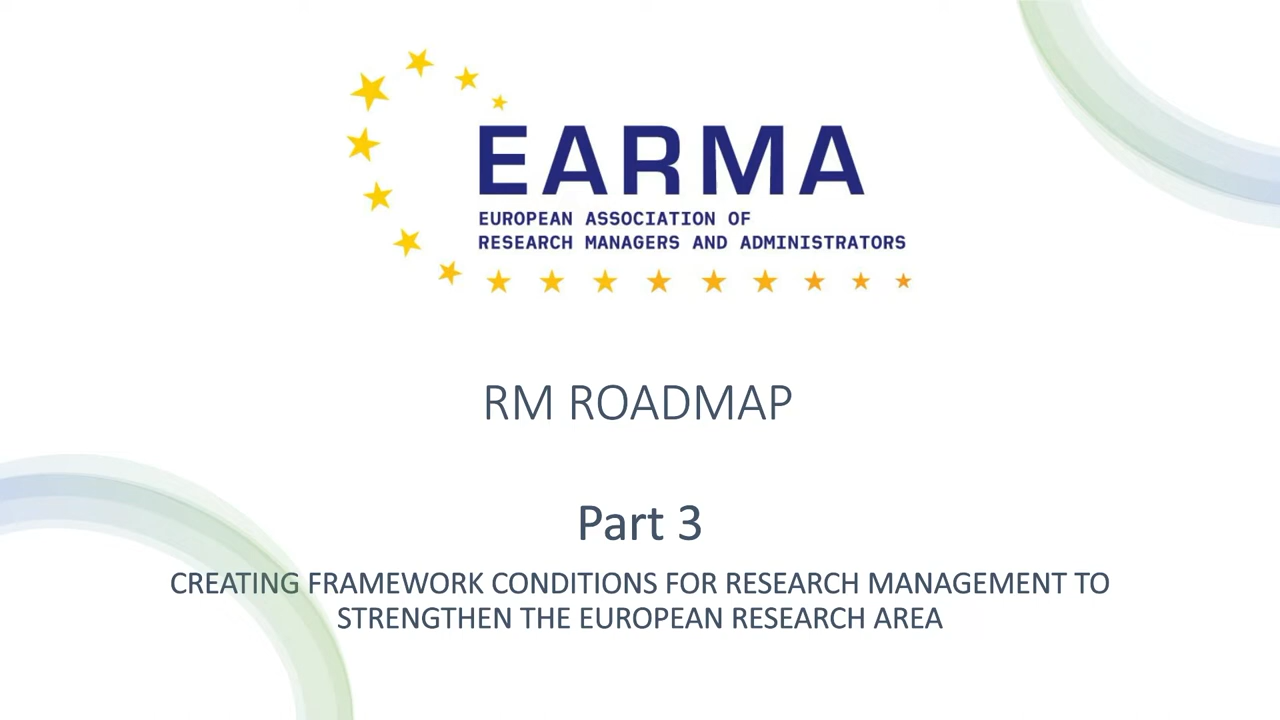 EARMA
EUROPEAN ASSOCIATION OF
RESEARCH MANAGERS AND ADMINISTRATORS
RM ROADMAP
Part 3
CREATING FRAMEWORK CONDITIONS FOR RESEARCH MANAGEMENT TO
STRENGTHEN THE EUROPEAN RESEARCH AREA